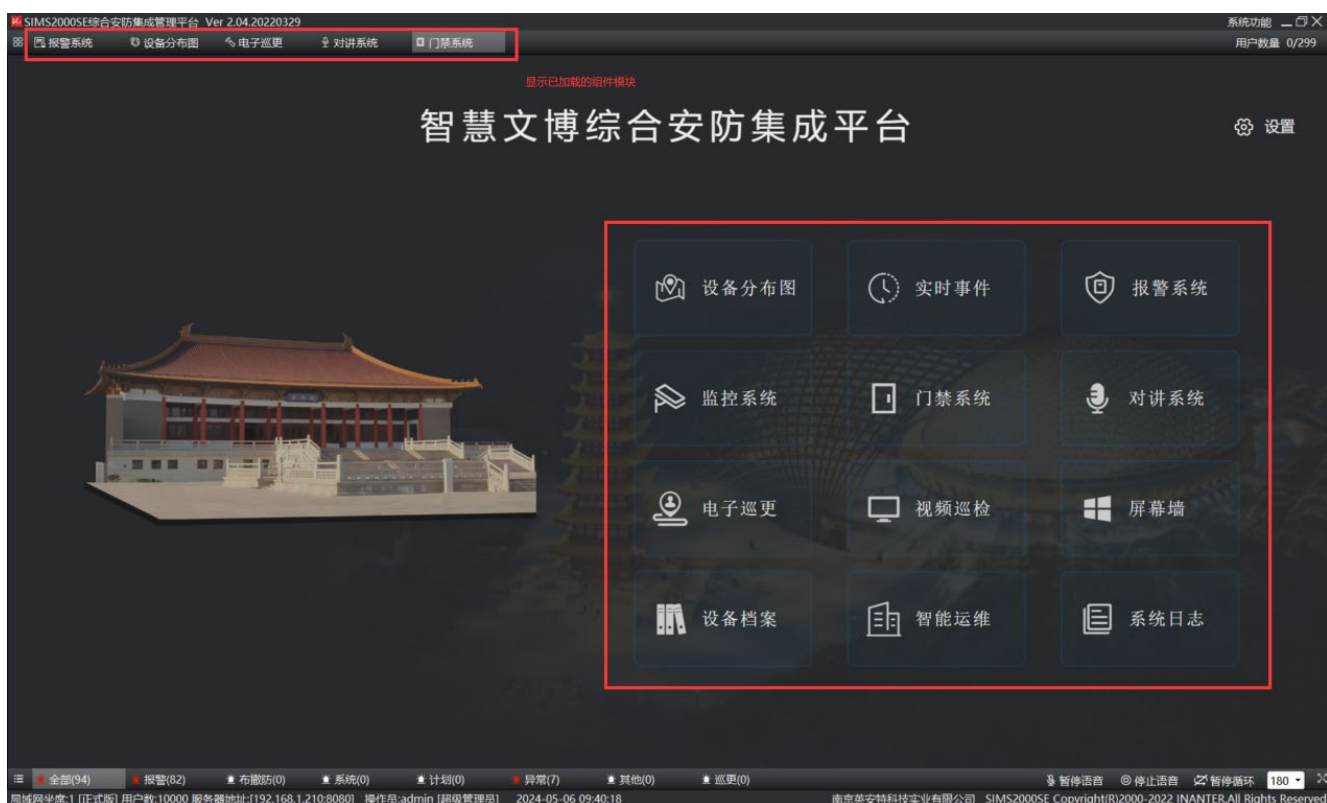 SIMS2000SE综合安防集成管理平台 Ver 2.04.20220329 系统功能
报警系统 设备分布图 电子巡更 对讲系统 门禁系统 用户数量 0/299
显示已加载的组件模块
智慧文博综合安防集成平台 设置
设备分布图 实时事件 报警系统
监控系统 门禁系统 对讲系统
电子巡更 视频巡检 屏幕墙
设备档案 智能运维 系统日志
全部(94) 报警(82) 布撤防(0) 系统(0) 计划(0) 异常(7) 其他(0) 巡更(0) 暂停语音 停止语音 暂停循环 180
局域网坐席:1 [正式版] 用户数:10000 服务器地址:[192.168.1.210:8080] 操作员:admin [超级管理员] 2024-05-06 09:40:18 南京英安特科技实业有限公司 SIMS2000SE Copyright(R)2000-2022 INANTER.All Rights Reserved